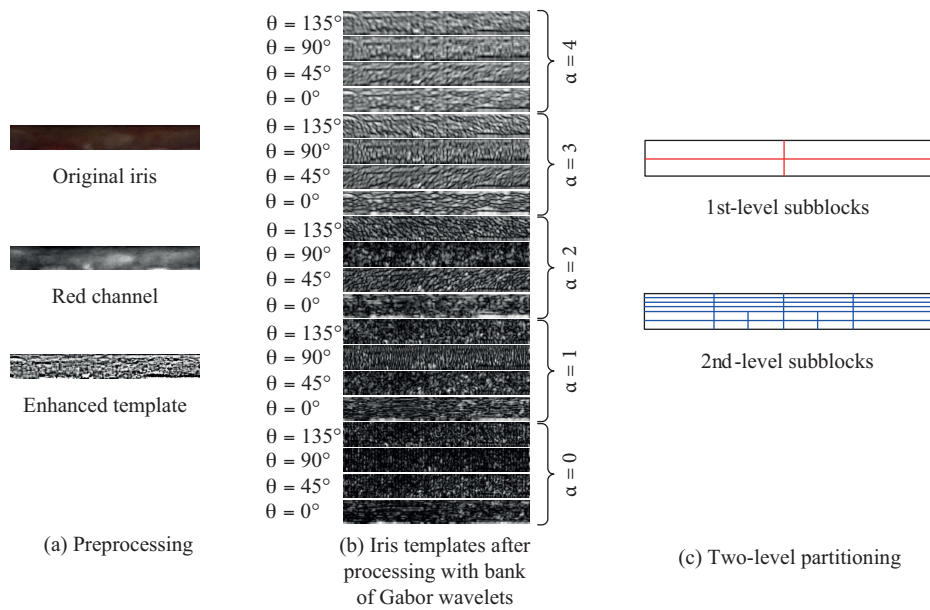 Original iris
Red channel
Enhanced template
(a) Preprocessing
θ = 135°
θ = 90°
θ = 45°
θ = 0°
α = 4
θ = 135°
θ = 90°
θ = 45°
θ = 0°
α = 3
θ = 135°
θ = 90°
θ = 45°
θ = 0°
α = 2
θ = 135°
θ = 90°
θ = 45°
θ = 0°
α = 1
θ = 135°
θ = 90°
θ = 45°
θ = 0°
α = 0
(b) Iris templates after
processing with bank
of Gabor wavelets
1st-level subblocks
2nd-level subblocks
(c) Two-level partitioning